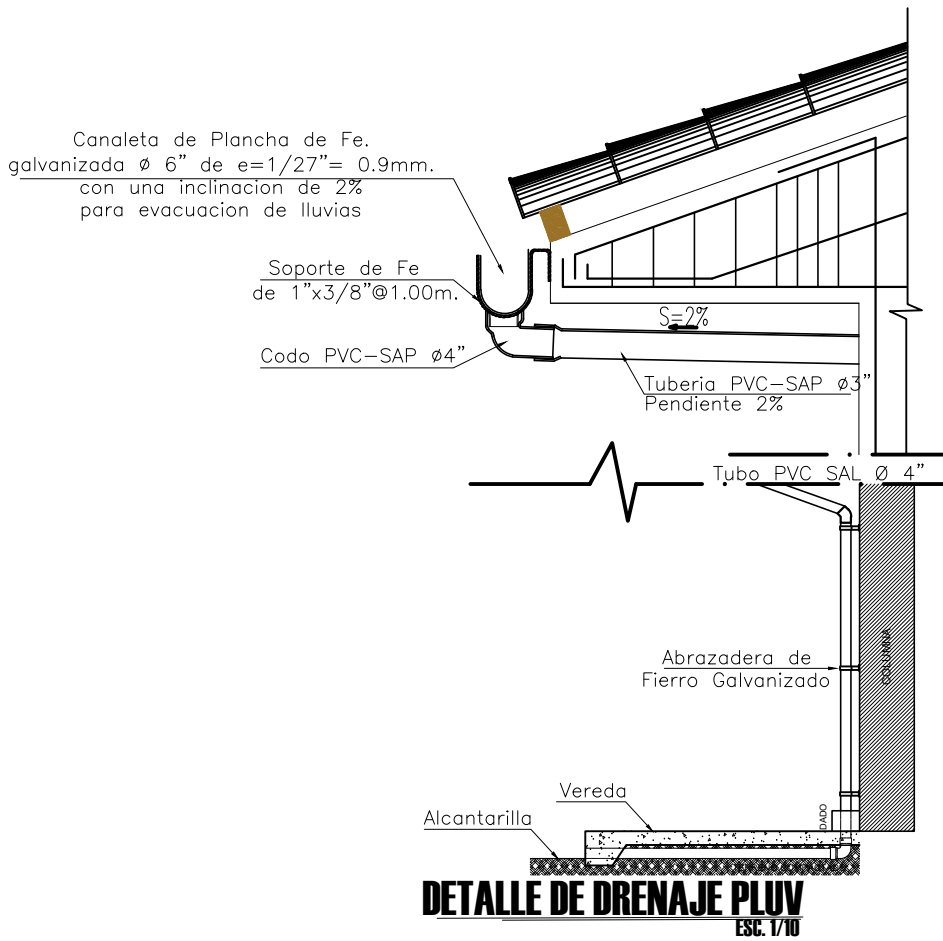 Canaleta de Plancha de Fe.
galvanizada ø 6” de e=1/27”= 0.9mm.
con una inclinacion de 2%
para evacuacion de lluvias
Soporte de Fe
de 1”x3/8”@1.00m.
S=2%
Codo PVC-SAP ø4”
Tuberia PVC-SAP ø3”
Pendiente 2%
Tubo PVC SAL Ø 4”
COLUMNA
Abrazadera de
Fierro Galvanizado
Vereda
DADO
Alcantarilla
DETALLE DE DRENAJE PLUV
ESC. 1/10